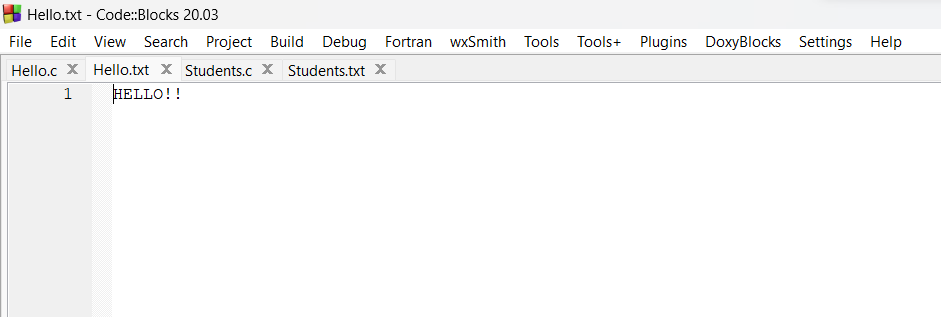 Hello.txt - Code::Blocks 20.03
File Edit View Search Project Build Debug Fortran wxSmith Tools Tools+ Plugins DoxyBlocks Settings Help
Hello.c X Hello.txt X Students.c X Students.txt X
1 HELLO!!